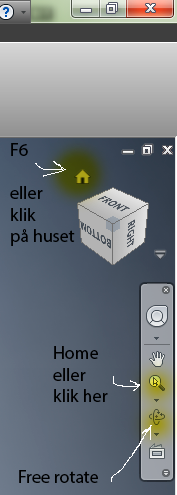 F6
eller
klik
på huset
FRONT
RIGHT
BOTTOM
Home
eller
klik her
Free rotate